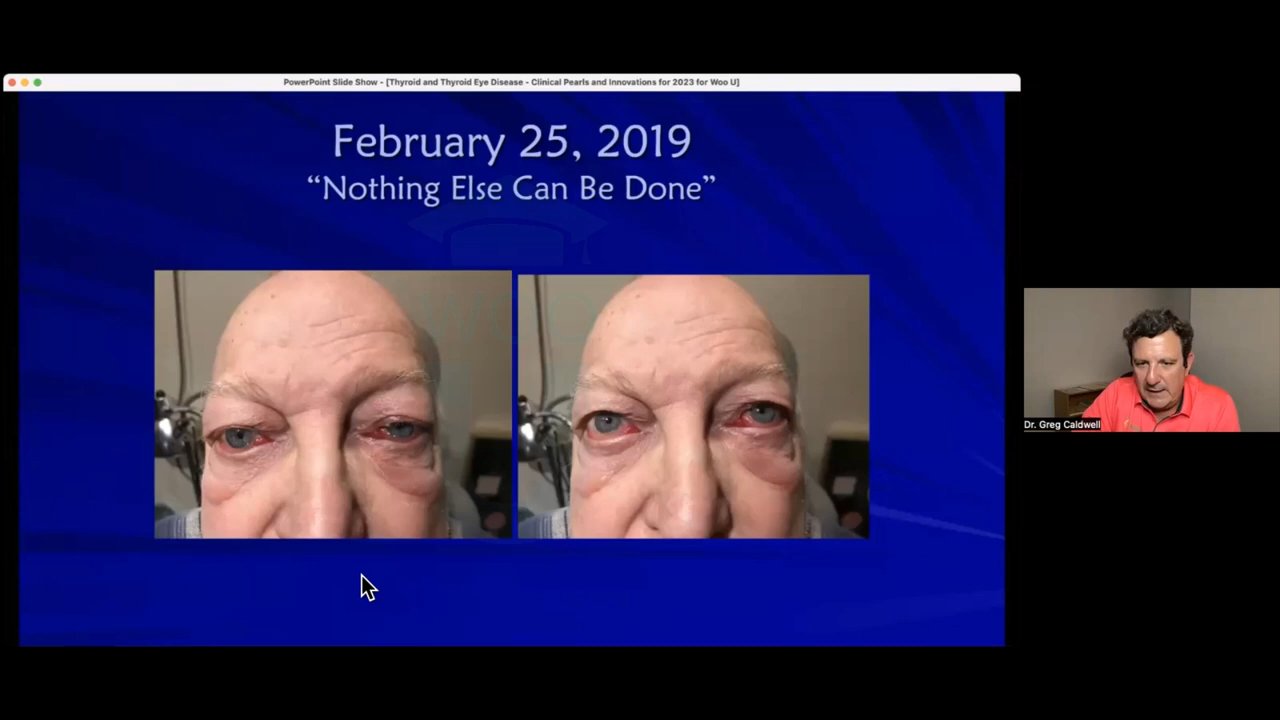 PowerPoint Slide Show - [Thyroid and Thyroid Eye Disease - Clinical Pearls and Innovations for 2023 for Woo U]
February 25, 2019
“Nothing Else Can Be Done”
Dr. Greg Caldwell